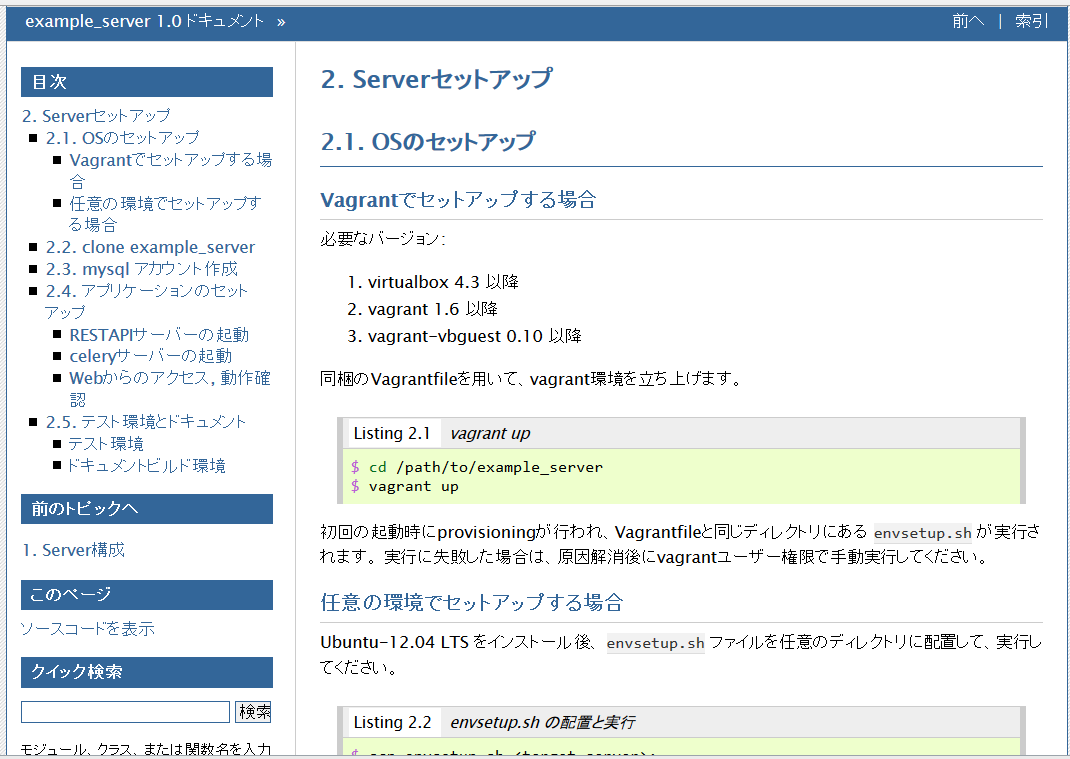 example_server 1.0 ドキュメント »
前へ | 索引
目次
2. Serverセットアップ
2.1. OSのセットアップ
Vagrantでセットアップする場
合
任意の環境でセットアップす
る場合
2.2. clone example_server
2.3. mysql アカウント作成
2.4. アプリケーションのセット
アップ
RESTAPIサーバーの起動
celeryサーバーの起動
Webからのアクセス, 動作確
認
2.5. テスト環境とドキュメント
テスト環境
ドキュメントビルド環境
前のトピックへ
1. Server構成
このページ
ソースコードを表示
クイック検索
検索
モジュール、クラス、または関数名を入力
2. Serverセットアップ
2.1. OSのセットアップ
Vagrantでセットアップする場合
必要なバージョン:
1. virtualbox 4.3 以降
2. vagrant 1.6 以降
3. vagrant-vbguest 0.10 以降
同梱のVagrantfileを用いて、vagrant環境を立ち上げます。
Listing 2.1 vagrant up
$ cd /path/to/example_server
$ vagrant up
初回の起動時にprovisioningが行われ、Vagrantfileと同じディレクトリにある envsetup.sh が実行さ
れます。 実行に失敗した場合は、原因解消後にvagrantユーザー権限で手動実行してください。
任意の環境でセットアップする場合
Ubuntu-12.04 LTS をインストール後、 envsetup.sh ファイルを任意のディレクトリに配置して、実行し
てください。
Listing 2.2 envsetup.sh の配置と実行
$ scp envsetup.sh <target server>: